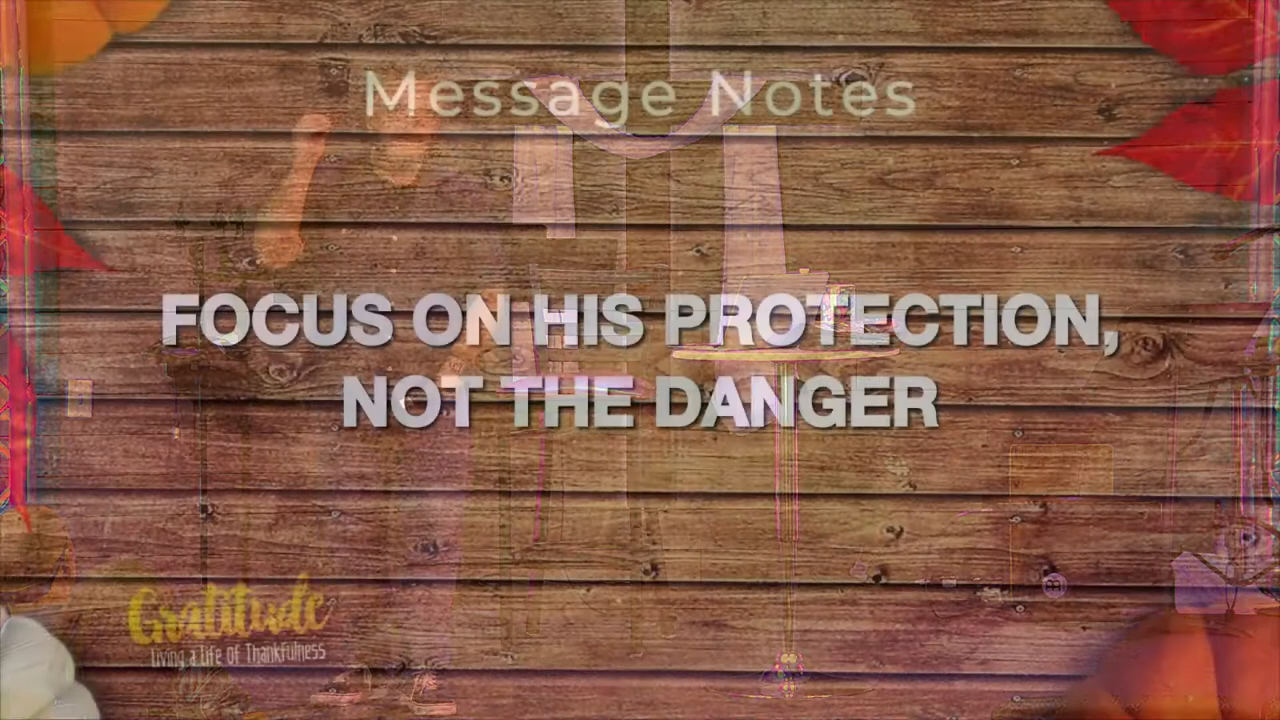 Message Notes
FOCUS ON HIS PROTECTION,
NOT THE DANGER
Gratitude
Living a Life of Thankfulness